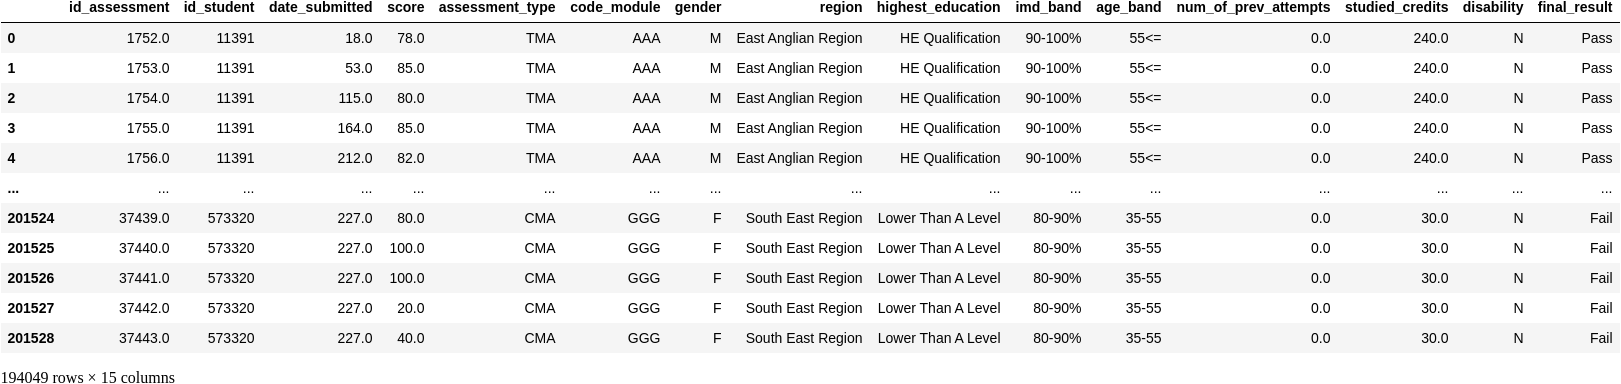 id_assessment id_student date_submitted score assessment_type code_module gender region highest_education imd_band age_band num_of_prev_attempts studied_credits disability final_result
0 1752.0 11391 18.0 78.0 TMA AAA M East Anglian Region HE Qualification 90-100% 55<= 0.0 240.0 N Pass
1 1753.0 11391 53.0 85.0 TMA AAA M East Anglian Region HE Qualification 90-100% 55<= 0.0 240.0 N Pass
2 1754.0 11391 115.0 80.0 TMA AAA M East Anglian Region HE Qualification 90-100% 55<= 0.0 240.0 N Pass
3 1755.0 11391 164.0 85.0 TMA AAA M East Anglian Region HE Qualification 90-100% 55<= 0.0 240.0 N Pass
4 1756.0 11391 212.0 82.0 TMA AAA M East Anglian Region HE Qualification 90-100% 55<= 0.0 240.0 N Pass
... ... ... ... ... ... ... ... ... ... ... ... ... ... ... ...
201524 37439.0 573320 227.0 80.0 CMA GGG F South East Region Lower Than A Level 80-90% 35-55 0.0 30.0 N Fail
201525 37440.0 573320 227.0 100.0 CMA GGG F South East Region Lower Than A Level 80-90% 35-55 0.0 30.0 N Fail
201526 37441.0 573320 227.0 100.0 CMA GGG F South East Region Lower Than A Level 80-90% 35-55 0.0 30.0 N Fail
201527 37442.0 573320 227.0 20.0 CMA GGG F South East Region Lower Than A Level 80-90% 35-55 0.0 30.0 N Fail
201528 37443.0 573320 227.0 40.0 CMA GGG F South East Region Lower Than A Level 80-90% 35-55 0.0 30.0 N Fail
194049 rows × 15 columns